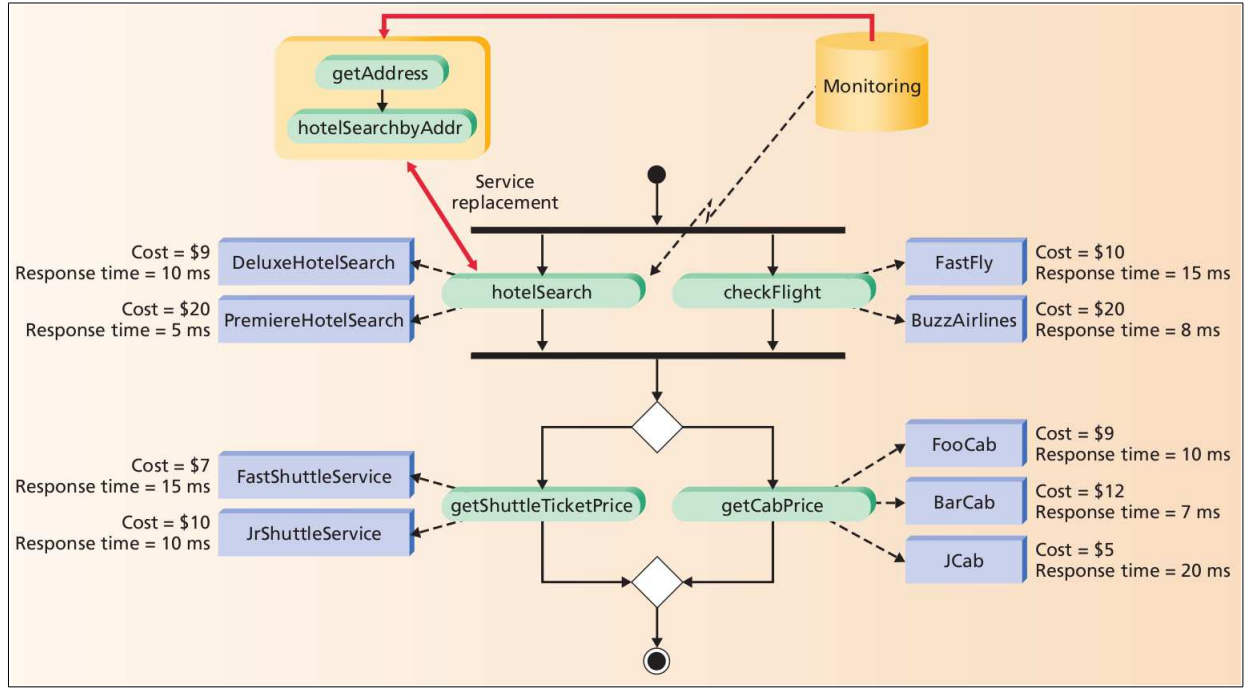 getAddress
Monitoring
hotelSearchbyAddr
Service
replacement
Cost = $9
Response time = 10 ms
DeluxeHotelSearch
FastFly
Cost = $10
Response time = 15 ms
hotelSearch
checkFlight
Cost = $20
Response time = 5 ms
PremiereHotelSearch
BuzzAirlines
Cost = $20
Response time = 8 ms
FooCab
Cost = $9
Response time = 10 ms
Cost = $7
Response time = 15 ms
FastShuttleService
getShuttleTicketPrice
getCabPrice
BarCab
Cost = $12
Response time = 7 ms
Cost = $10
Response time = 10 ms
JrShuttleService
JCab
Cost = $5
Response time = 20 ms